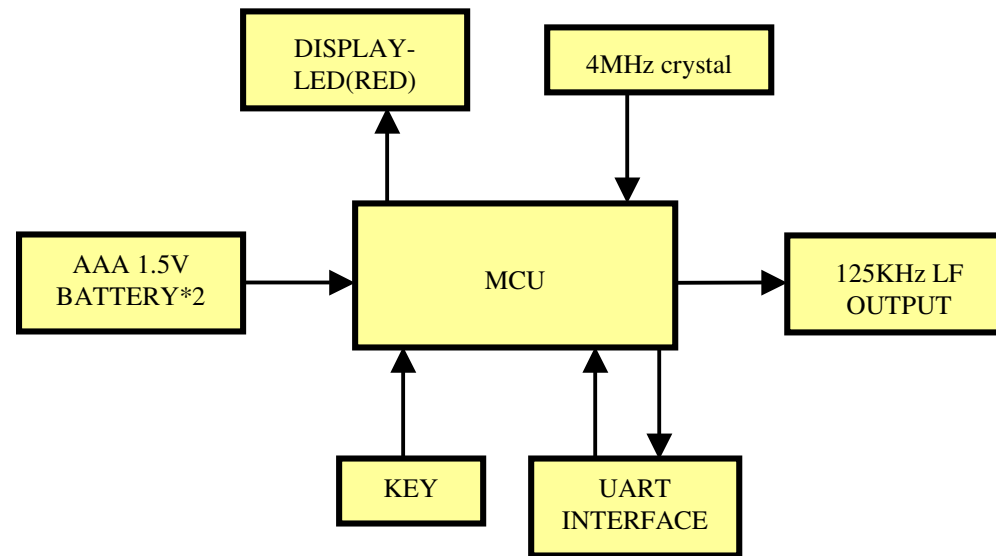 DISPLAY-
LED(RED)
4MHz crystal
AAA 1.5V
BATTERY*2
MCU
125KHz LF
OUTPUT
KEY
UART
INTERFACE